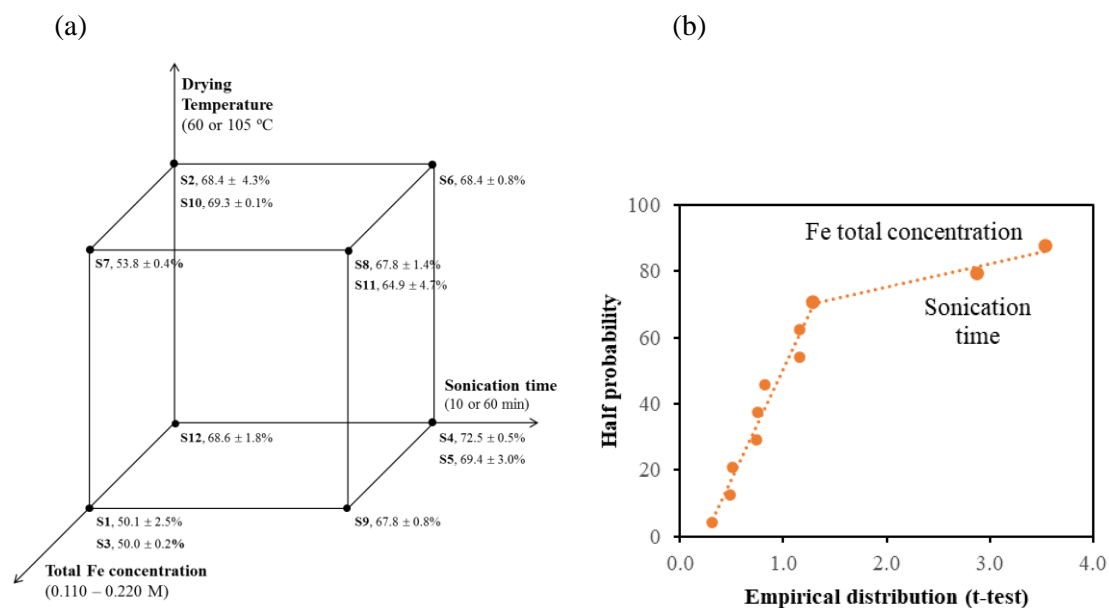 (a)
Drying
Temperature
(60 or 105 ºC
S2, 68.4 ± 4.3%
S10, 69.3 ± 0.1%
S6, 68.4 ± 0.8%
S7, 53.8 ± 0.4%
S8, 67.8 ± 1.4%
S11, 64.9 ± 4.7%
Sonication time
(10 or 60 min)
S12, 68.6 ± 1.8%
S4, 72.5 ± 0.5%
S5, 69.4 ± 3.0%
S1, 50.1 ± 2.5%
S3, 50.0 ± 0.2%
S9, 67.8 ± 0.8%
Total Fe concentration
(0.110 – 0.220 M)
(b)
100
80
60
40
20
0
Half probability
Fe total concentration
Sonication
time
0.0 1.0 2.0 3.0 4.0
Empirical distribution (t-test)